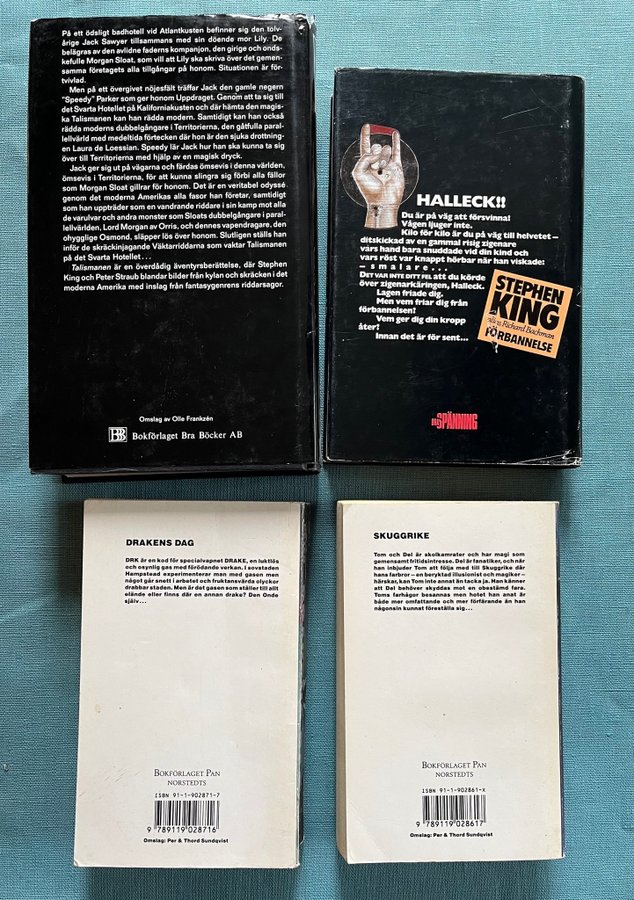 På ett ödsligt badhotell vid Atlantkusten befinner sig den tolv-
årige Jack Sawyer tillsammans med sin döende mor Lily. De
belägras av den avlidne faderns kompanjon, den girige och onds-
kefulle Morgan Sloat, som vill att Lily ska skriva över det gemen-
samma företagets alla tillgångar på honom. Situationen är för-
tvivlad.
Men på ett övergivet nöjesfält träffar Jack den gamle negern
"Speedy" Parker som ger honom Uppdraget. Genom att ta sig till
det Svarta Hotellet på Kaliforniakusten och där hämta den magis-
ka Talismanen kan han rädda modern. Samtidigt kan han också
rädda moderns dubbelgångare i Territorierna, den gåtfulla paral-
lellvärld med medeltida förtecken där hon är den sjuka drottning-
en Laura de Loessian. Speedy lär Jack hur han ska kunna ta sig
över till Territorierna med hjälp av en magisk dryck.
Jack ger sig ut på vägarna och färdas ömsevis i denna världen,
ömsevis i Territorierna, för att kunna slingra sig förbi alla fällor
som Morgan Sloat gillrar för honom. Det är en veritabel odyssé
genom det moderna Amerikas alla fasor han företar, samtidigt
som han uppträder som en vandrande riddare i sin kamp mot alla
de varulvar och andra monster som Sloats dubbelgångare i paral-
lellvärlden, Lord Morgan av Orris, och dennes vapendragare, den
ohygglige Osmond, släpper lös över honom. Slutligen ställs han
inför de skräckinjagande Väktarriddarna som vaktar Talismanen
på det Svarta Hotellet...
Talismanen är en överdådig äventyrsberättelse, där Stephen
King och Peter Straub blandar bilder från kylan och skräcken i det
moderna Amerika med inslag från fantasygenrens riddarsagor.
Omslag av Olle Frankzén
Bokförlaget Bra Böcker AB
HALLECK!!
Du är på väg att försvinna!
Vågen ljuger inte.
Kilo för kilo är du på väg till helvetet –
ditskickad av en gammal risig zigenare
vars hand bara snuddade vid din kind och
vars röst var knappt hörbar när han viskade:
– smalare...
DET VAR INTE DITT FEL att du körde
över zigenarkäringen, Halleck.
Lagen friade dig.
Men vem friar dig från
förbannelsen?
Vem ger dig din kropp
åter?
Innan det är för sent...
STEPHEN
KING
alias Richard Bachman
FÖRBANNELSE
SPÄNNING
DRAKENS DAG
DRK är en kod för specialvapnet DRAKE, en luktlös
och osynlig gas med förödande verkan. I sovstaden
Hampstead experimenterar man med gasen men
något går snett i arbetet och fruktansvärda olyckor
drabbar staden. Men är det gasen som ställer till allt
elände eller finns där en annan drake? Den Onde
själv...
BOKFÖRLAGET PAN
NORSTEDTS
ISBN 91-1-902871-7
9 789119 028716
Omslag: Per & Thord Sundqvist
SKUGGRIKE
Tom och Del är skolkamrater och har magi som
gemensamt fritidsintresse. Del är fanatiker, och när
han inbjuder Tom att följa med till Skuggrike där
hans farbror – en beryktad illusionist och magiker –
härskar, kan Tom inte annat än tacka ja. Han känner
att Del behöver skyddas mot en obestämd fara.
Toms farhågor besannas men hotet han anat är
både mer omfattande och mer förfärande än han
någonsin kunnat föreställa sig...
BOKFÖRLAGET PAN
NORSTEDTS
ISBN 91-1-902861-X
9 789119 028617
Omslag: Per & Thord Sundqvist